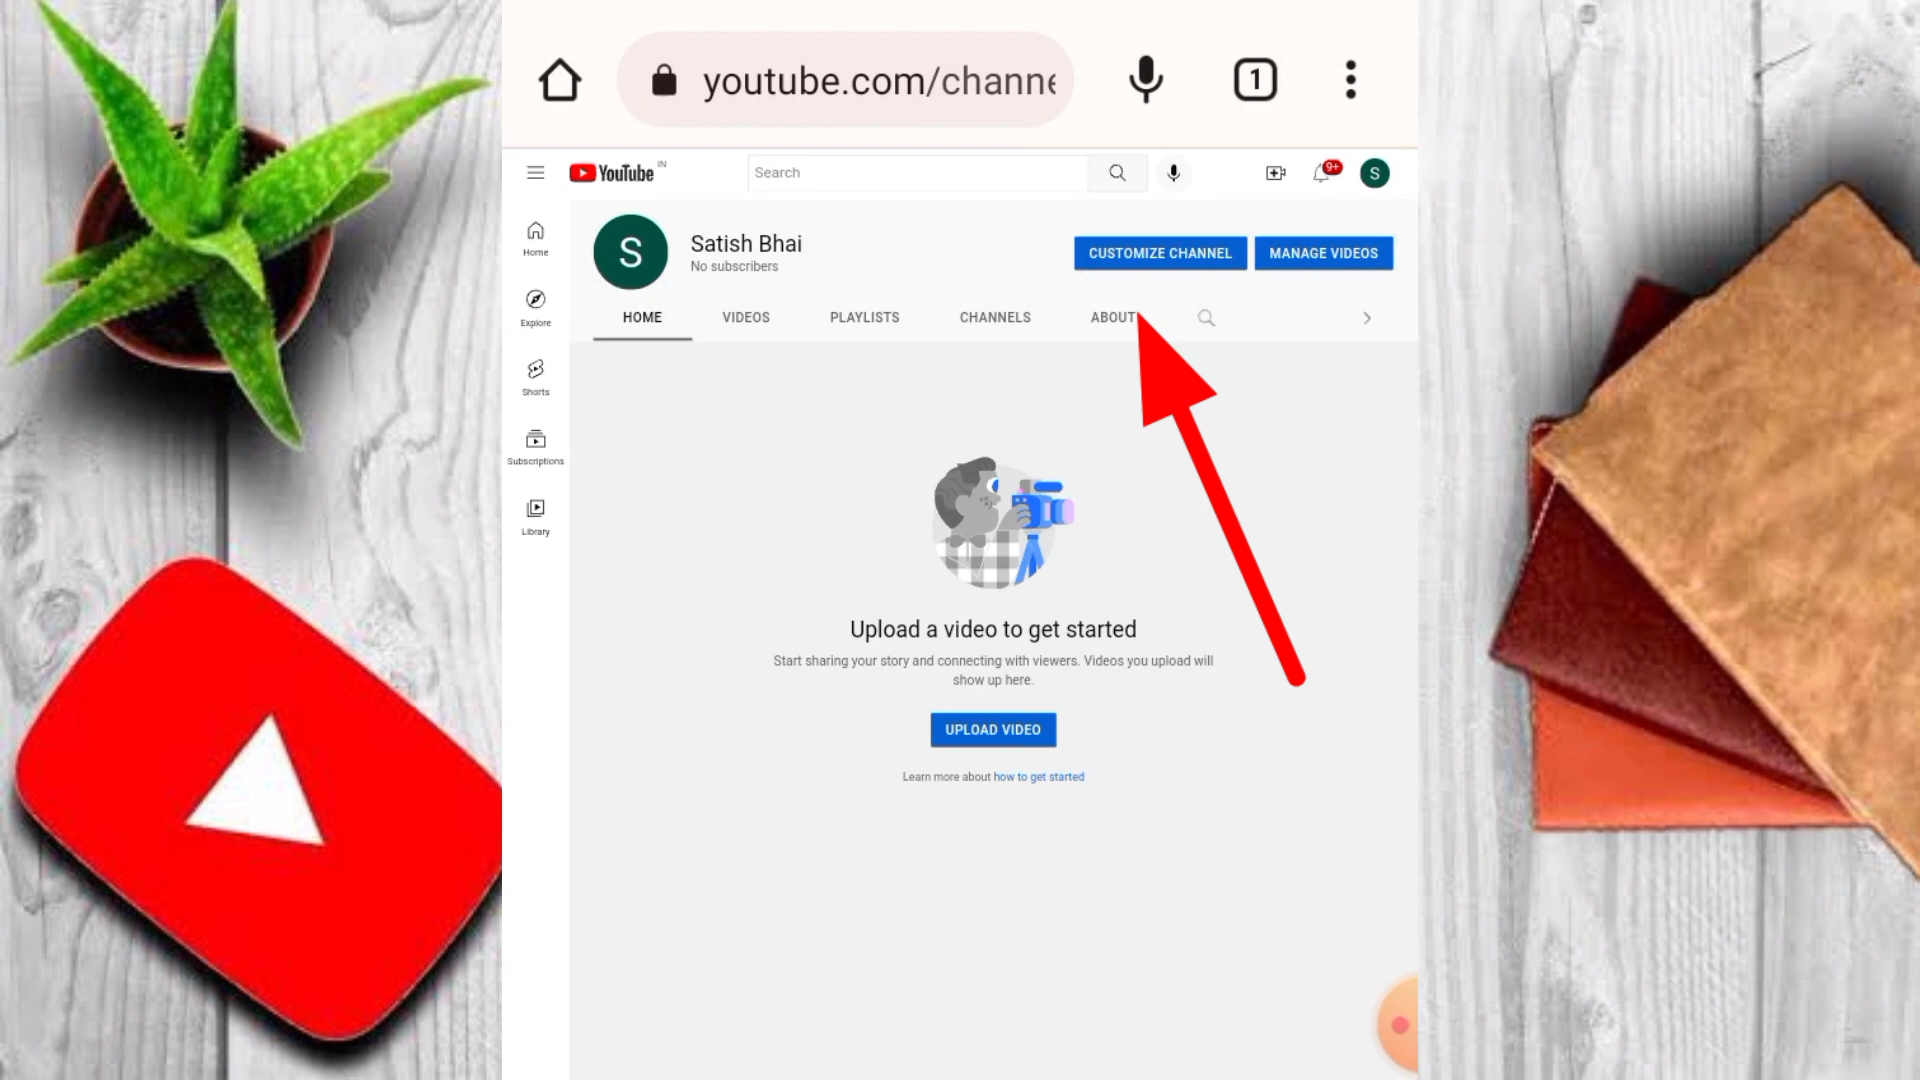 youtube.com/channe
1
YouTube IN
Search
9+
S
Home
Explore
Shorts
Subscriptions
Library
S
Satish Bhai
No subscribers
CUSTOMIZE CHANNEL
MANAGE VIDEOS
HOME VIDEOS PLAYLISTS CHANNELS ABOUT
Upload a video to get started
Start sharing your story and connecting with viewers. Videos you upload will
show up here.
UPLOAD VIDEO
Learn more about how to get started